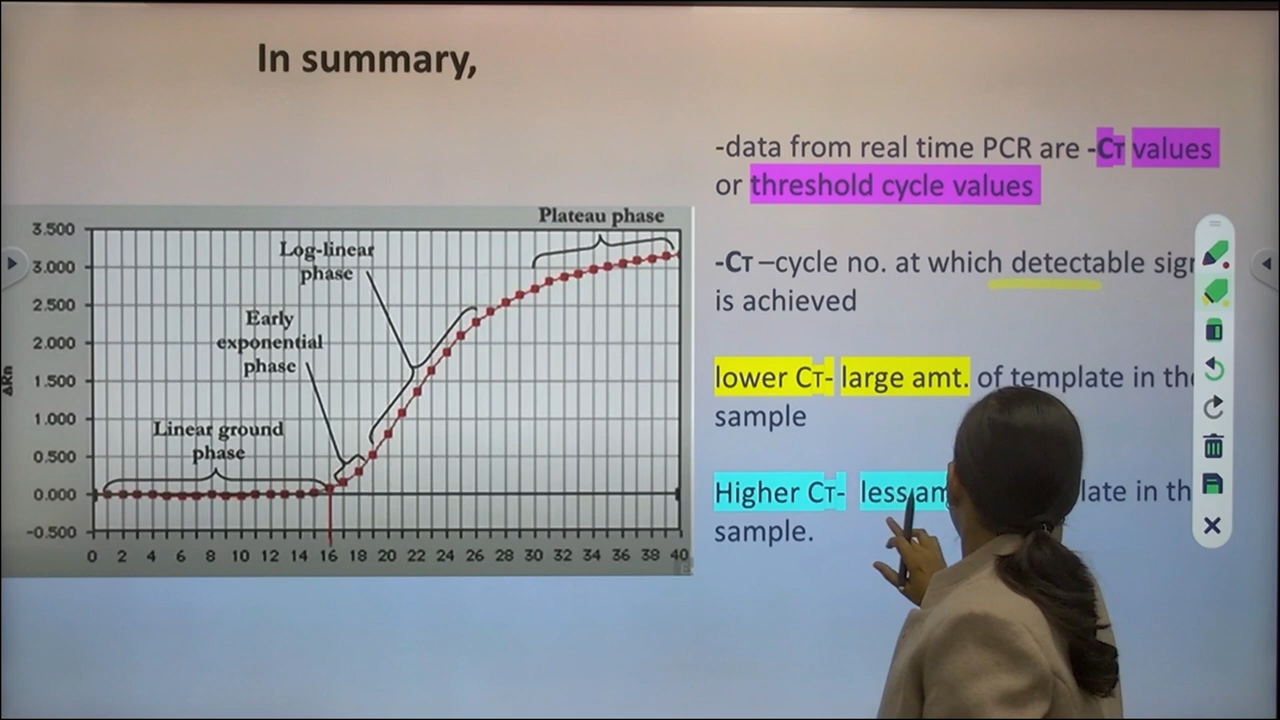 In summary,
-data from real time PCR are -CT values
or threshold cycle values
-CT –cycle no. at which detectable
is achieved
lower CT- large amt. of template in
sample
Higher CT- less in
sample.
Plateau phase
Log-linear
phase
Early
exponential
phase
Linear ground
phase
ΔRn
3.500
3.000
2.500
2.000
1.500
1.000
0.500
0.000
-0.500
0 2 4 6 8 10 12 14 16 18 20 22 24 26 28 30 32 34 36 38 40